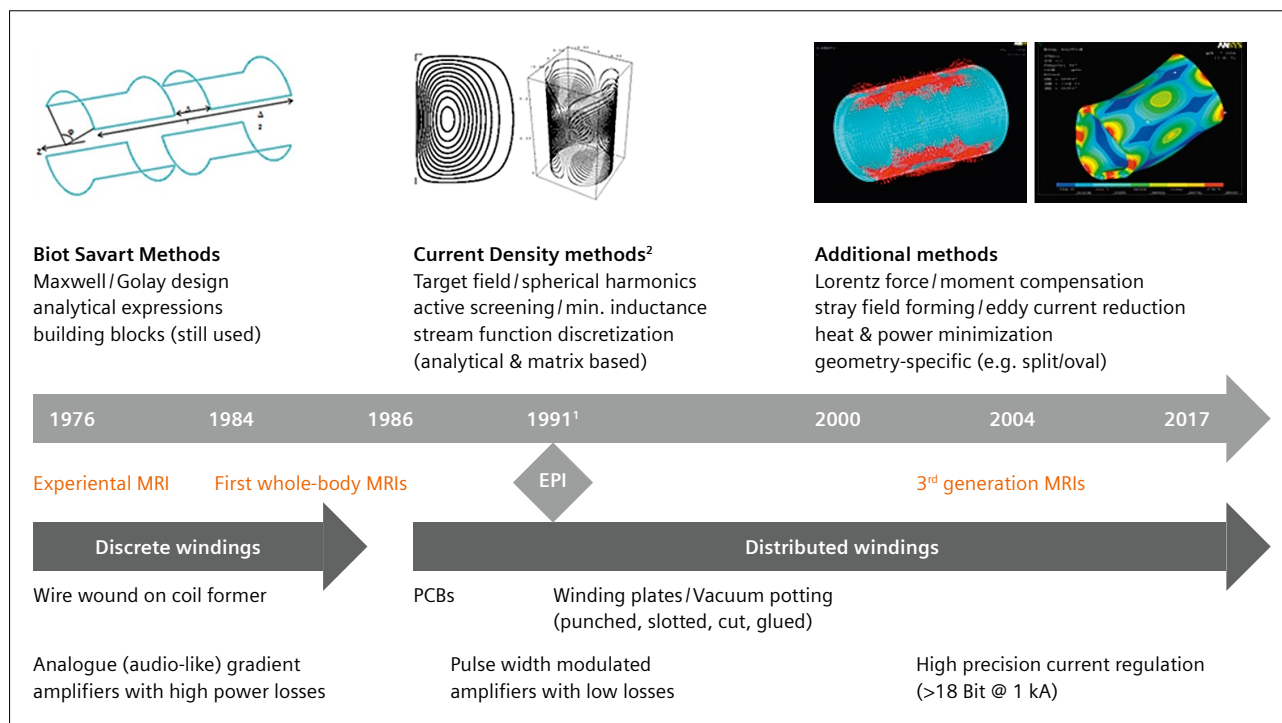 ANSYS
Biot Savart Methods
Maxwell/Golay design
analytical expressions
building blocks (still used)
Current Density methods²
Target field/spherical harmonics
active screening/min. inductance
stream function discretization
(analytical & matrix based)
Additional methods
Lorentz force/moment compensation
stray field forming/eddy current reduction
heat & power minimization
geometry-specific (e.g. split/oval)
1976 1984 1986 1991¹ 2000 2004 2017
Experiental MRI
First whole-body MRIs
EPI
3rd generation MRIs
Discrete windings
Distributed windings
Wire wound on coil former
PCBs
Winding plates/Vacuum potting
(punched, slotted, cut, glued)
Analogue (audio-like) gradient
amplifiers with high power losses
Pulse width modulated
amplifiers with low losses
High precision current regulation
(>18 Bit @ 1 kA)